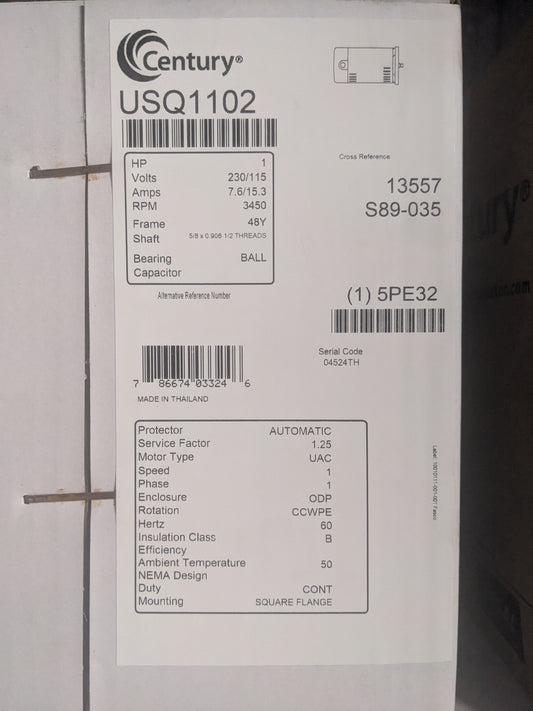 Century®
USQ1102
HP 1
Volts 230/115
Amps 7.6/15.3
RPM 3450
Frame 48Y
Shaft 5/8 x 0.906 1/2 THREADS
Bearing BALL
Capacitor
Alternative Reference Number
Cross Reference
13557
S89-035
(1) 5PE32
Serial Code
04524TH
7 86674 03324 6
MADE IN THAILAND
Protector AUTOMATIC
Service Factor 1.25
Motor Type UAC
Speed 1
Phase 1
Enclosure ODP
Rotation CCWPE
Hertz 60
Insulation Class B
Efficiency
Ambient Temperature 50
NEMA Design
Duty CONT
Mounting SQUARE FLANGE